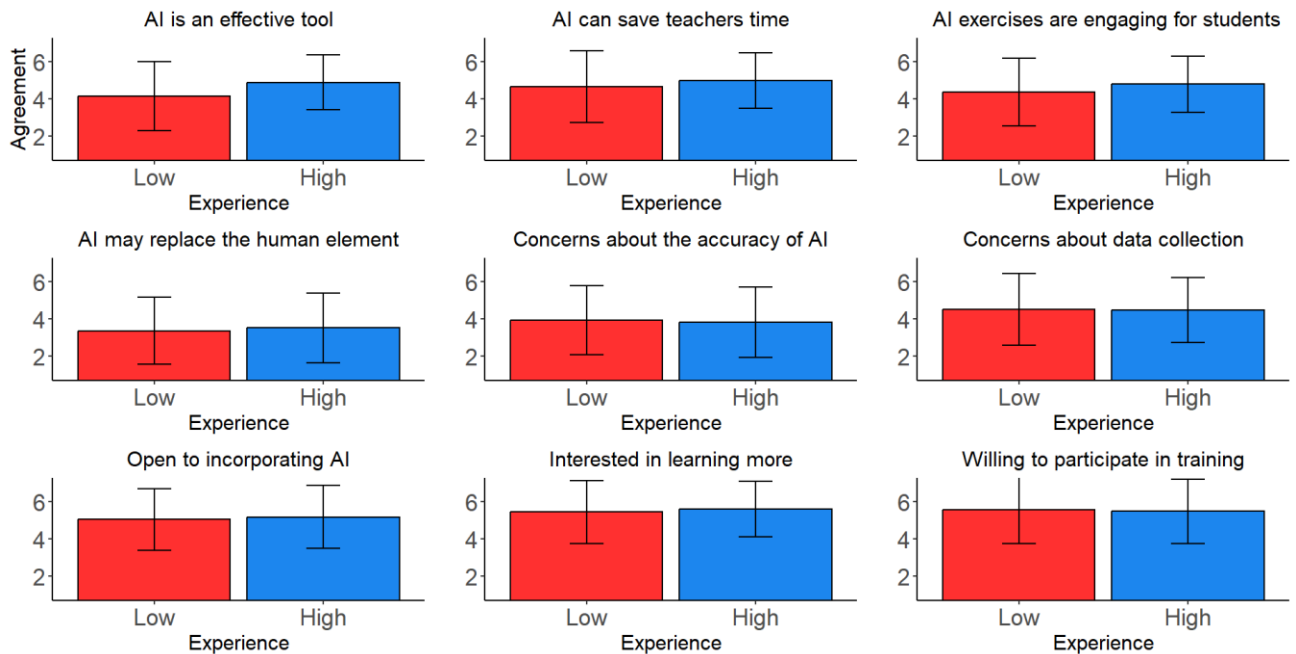 AI is an effective tool
AI can save teachers time
AI exercises are engaging for students
Agreement
6
4
2
Low High
Experience
6
4
2
Low High
Experience
6
4
2
Low High
Experience
AI may replace the human element
Concerns about the accuracy of AI
Concerns about data collection
6
4
2
Low High
Experience
6
4
2
Low High
Experience
6
4
2
Low High
Experience
Open to incorporating AI
Interested in learning more
Willing to participate in training
6
4
2
Low High
Experience
6
4
2
Low High
Experience
6
4
2
Low High
Experience